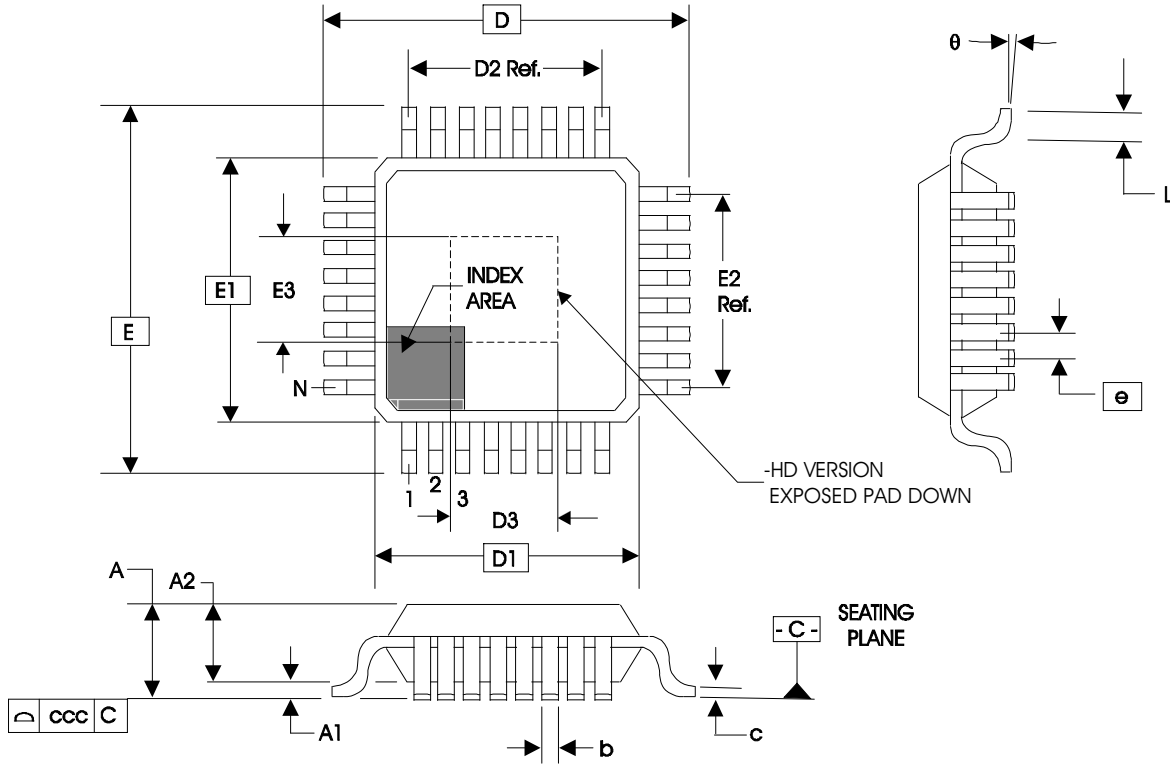 D
θ
D2 Ref.
L
E1
E3
INDEX
AREA
E2
Ref.
E
N
e
1
2
3
-HD VERSION
EXPOSED PAD DOWN
D3
D1
A
A2
SEATING
PLANE
- C -
ccc C
A1
b
c